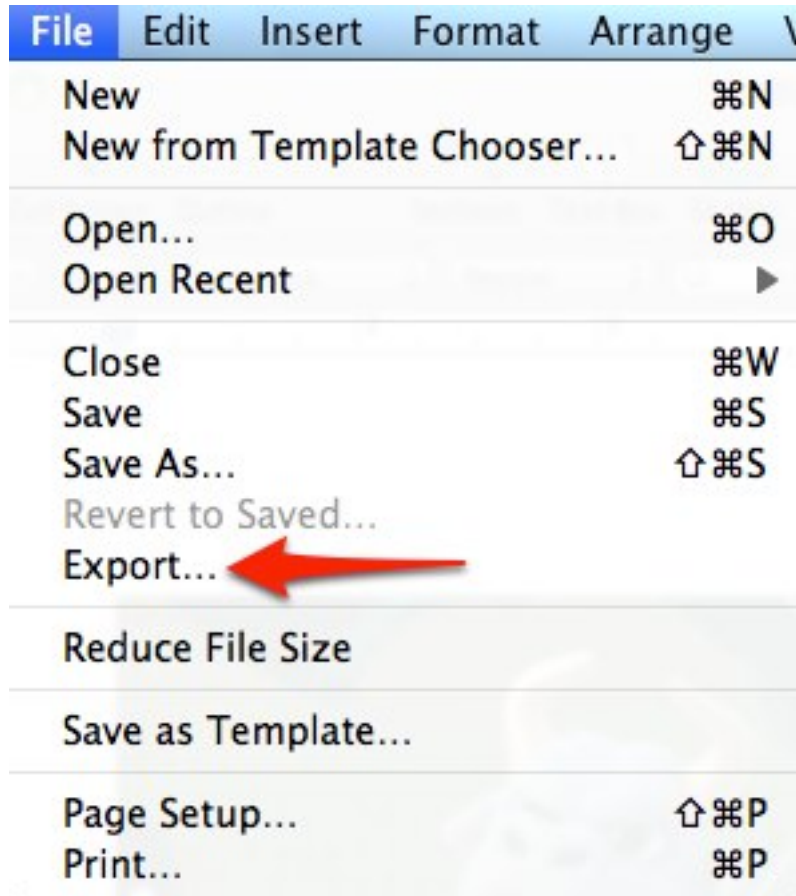 File Edit Insert Format Arrange
New ⌘N
New from Template Chooser... ⇧⌘N
Open... ⌘O
Open Recent ▶
Close ⌘W
Save ⌘S
Save As... ⇧⌘S
Revert to Saved...
Export...
Reduce File Size
Save as Template...
Page Setup... ⇧⌘P
Print... ⌘P